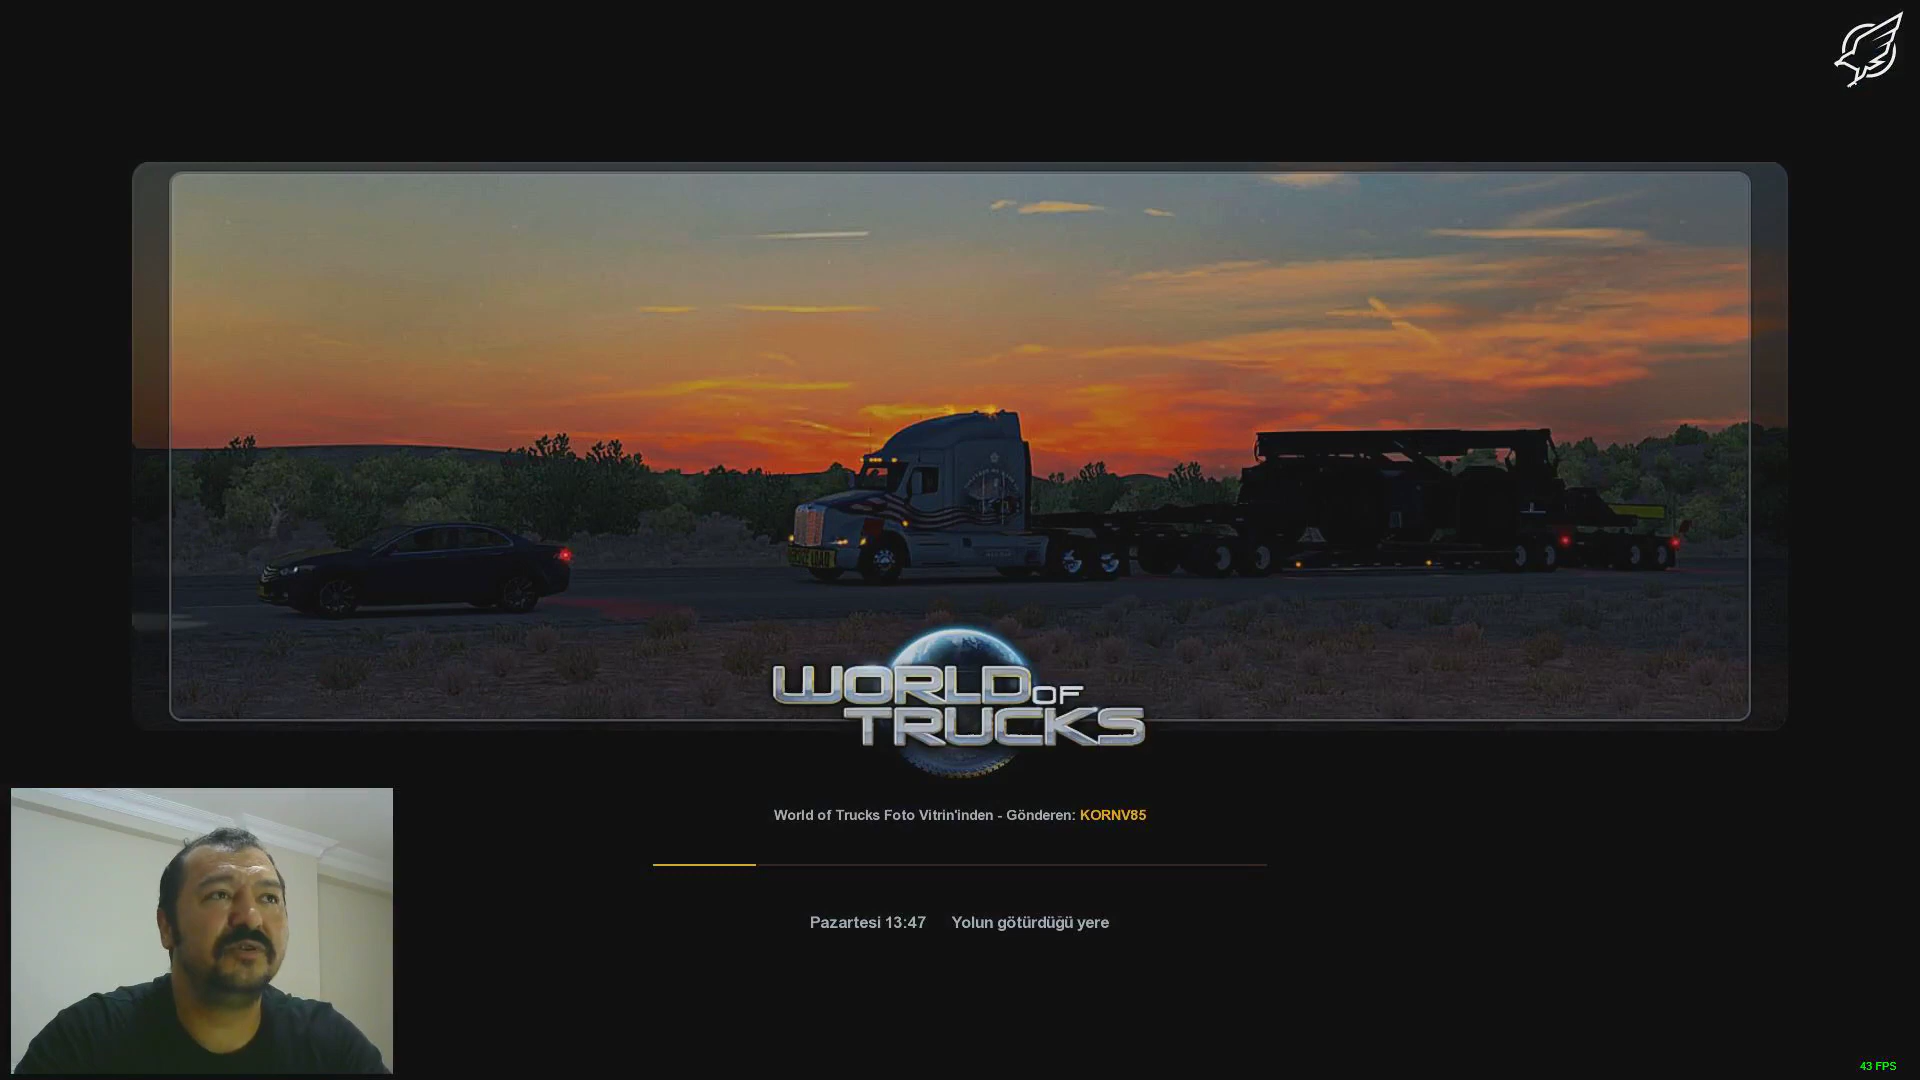 WORLD OF
TRUCKS
World of Trucks Foto Vitrin'inden - Gönderen: KORNV85
Pazartesi 13:47 Yolun götürdüğü yere
43 FPS